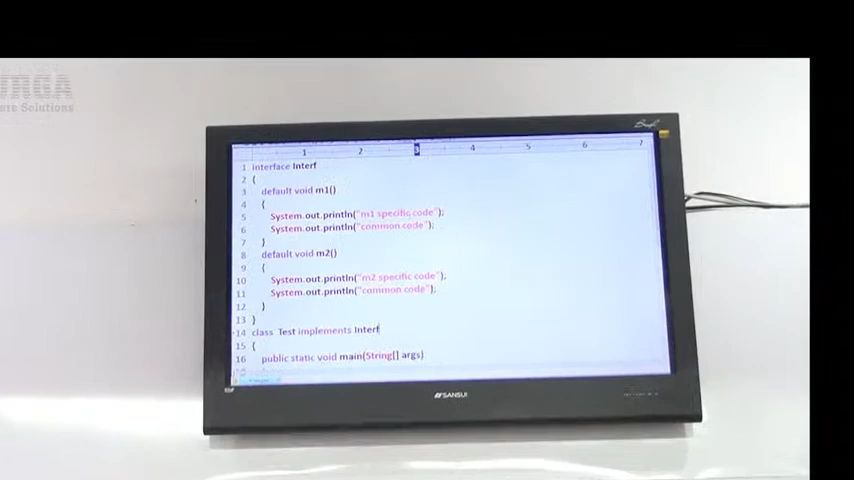 URGA
are Solutions
1 2 3 4 5 6 7
1 interface Interf
2 {
3 default void m1()
4 {
5 System.out.println("m1 specific code");
6 System.out.println("common code");
7 }
8 default void m2()
9 {
10 System.out.println("m2 specific code");
11 System.out.println("common code");
12 }
13 }
14 class Test implements Interf
15 {
16 public static void main(String[] args)
SANSUI